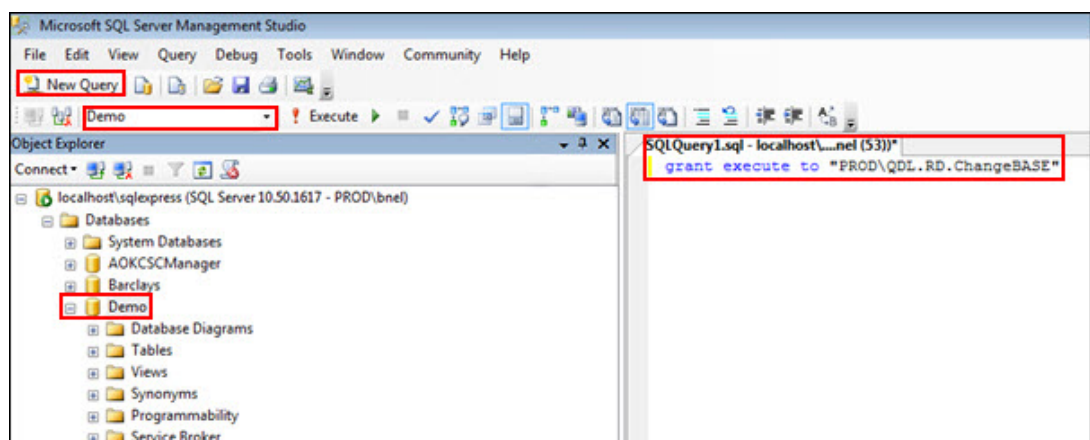 Microsoft SQL Server Management Studio
File Edit View Query Debug Tools Window Community Help
New Query
Demo Execute
Object Explorer
Connect
localhost\sqlexpress (SQL Server 10.50.1617 - PROD\bnel)
Databases
System Databases
AOKCSCManager
Barclays
Demo
Database Diagrams
Tables
Views
Synonyms
Programmability
Service Broker
SQLQuery1.sql - localhost\....nel (53))*
grant execute to "PROD\QDL.RD.ChangeBASE"